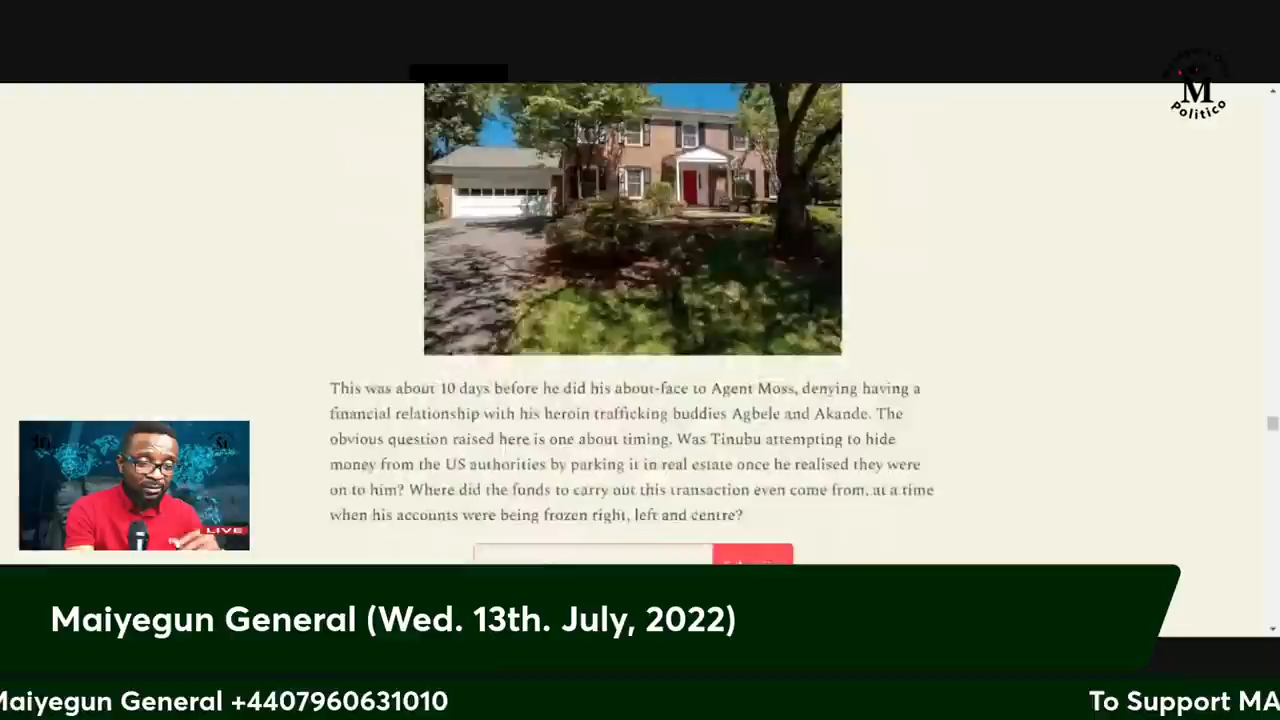 M
Politico
This was about 10 days before he did his about-face to Agent Moss, denying having a
financial relationship with his heroin trafficking buddies Agbele and Akande. The
obvious question raised here is one about timing. Was Tinubu attempting to hide
money from the US authorities by parking it in real estate once he realised they were
on to him? Where did the funds to carry out this transaction even come from, at a time
when his accounts were being frozen right, left and centre?
LIVE
Maiyegun General (Wed. 13th. July, 2022)
Maiyegun General +4407960631010
To Support MA